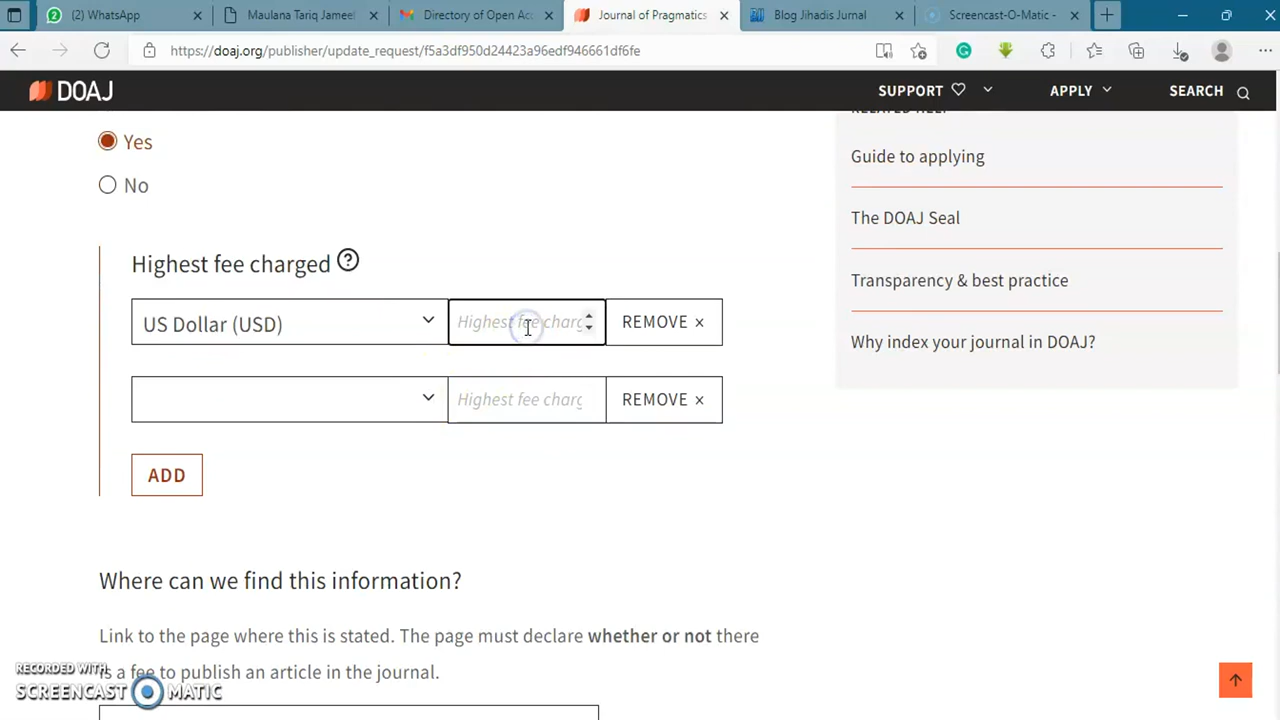 (2) WhatsApp
Maulana Tariq Jameel
Directory of Open Acc
Journal of Pragmatics
Blog Jihadis Jurnal
Screencast-O-Matic -
https://doaj.org/publisher/update_request/f5a3df950d24423a96edf946661df6fe
DOAJ
SUPPORT
APPLY
SEARCH
RELATED HELP
Yes
Guide to applying
No
The DOAJ Seal
Highest fee charged ?
Transparency & best practice
US Dollar (USD)
Highest fee charg
REMOVE ×
Why index your journal in DOAJ?
Highest fee charg
REMOVE ×
ADD
Where can we find this information?
Link to the page where this is stated. The page must declare whether or not there
is a fee to publish an article in the journal.
RECORDED WITH
SCREENCAST MATIC